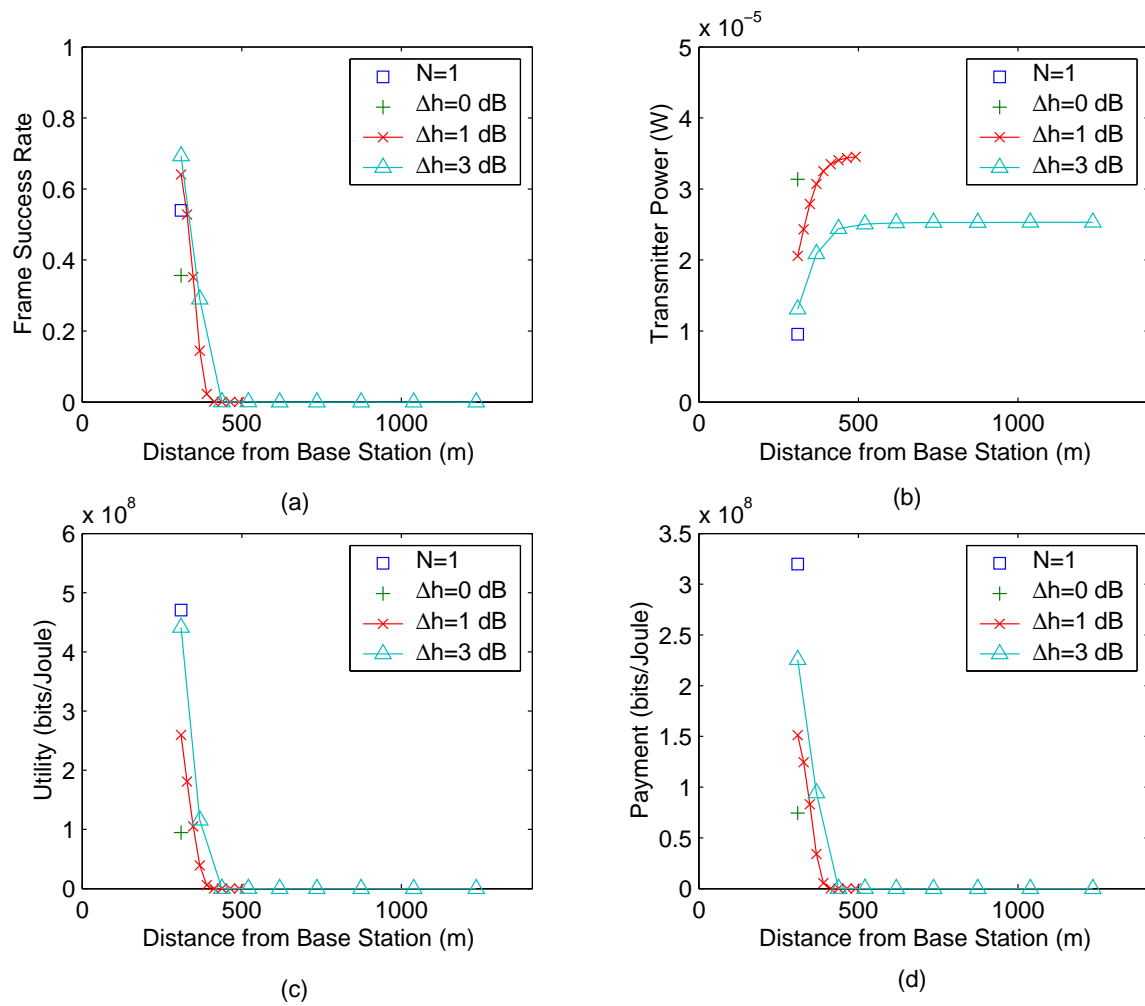 1
0.8
0.6
0.4
0.2
0
0
500
1000
Frame Success Rate
Distance from Base Station (m)
N=1
Δh=0 dB
Δh=1 dB
Δh=3 dB
(a)
x 10⁻⁵
5
4
3
2
1
0
0
500
1000
Transmitter Power (W)
Distance from Base Station (m)
N=1
Δh=0 dB
Δh=1 dB
Δh=3 dB
(b)
x 10⁸
6
5
4
3
2
1
0
0
500
1000
Utility (bits/Joule)
Distance from Base Station (m)
N=1
Δh=0 dB
Δh=1 dB
Δh=3 dB
(c)
x 10⁸
3.5
3
2.5
2
1.5
1
0.5
0
0
500
1000
Payment (bits/Joule)
Distance from Base Station (m)
N=1
Δh=0 dB
Δh=1 dB
Δh=3 dB
(d)